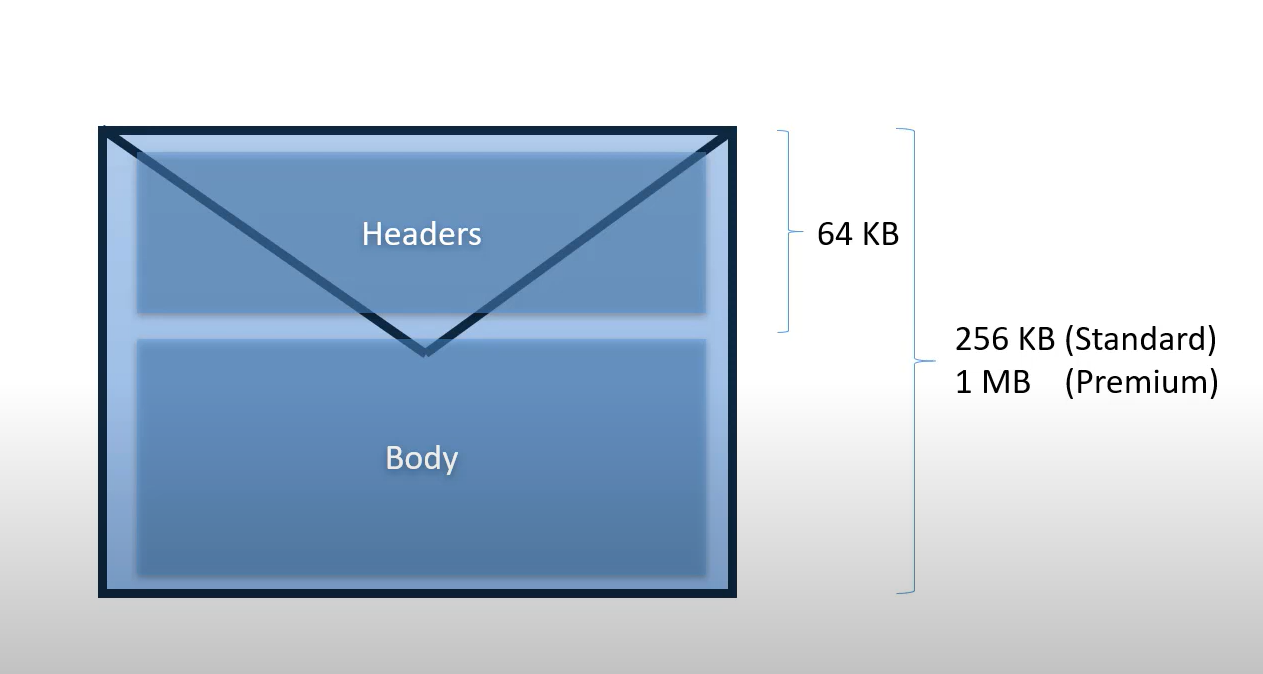 Headers
64 KB
256 KB (Standard)
1 MB (Premium)
Body